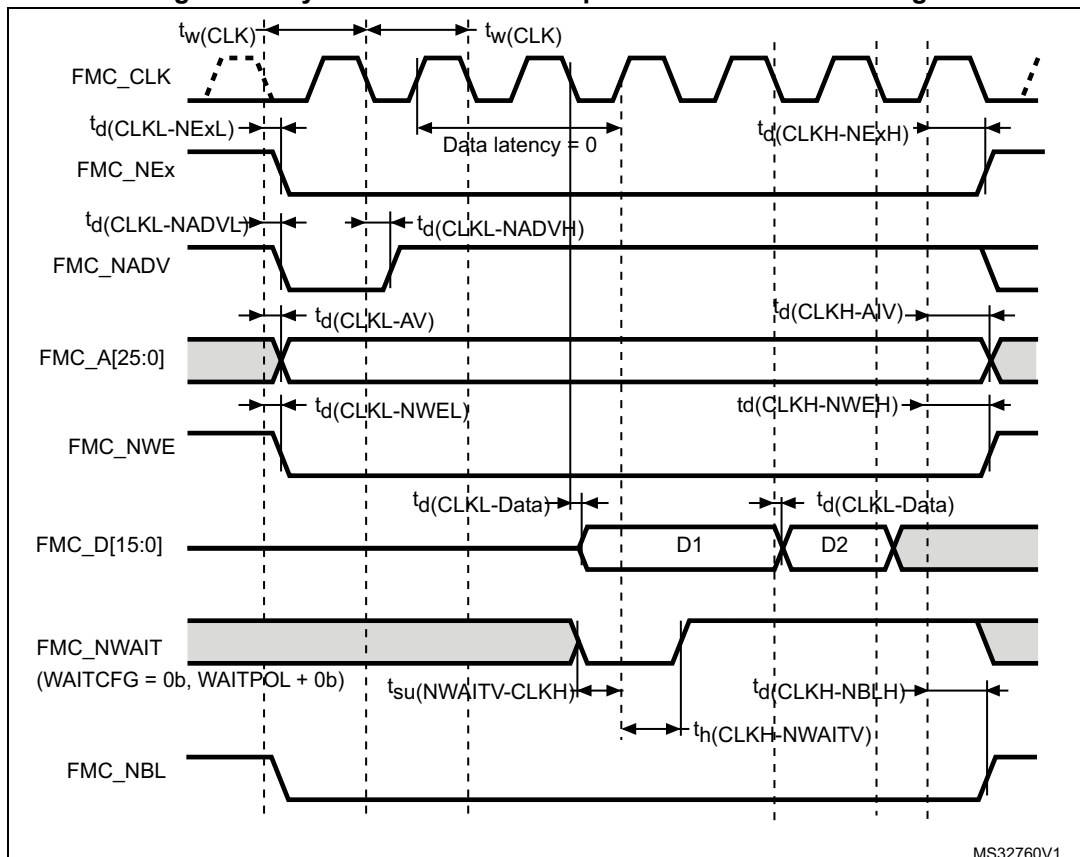 tw(CLK) tw(CLK)
FMC_CLK
td(CLKL-NExL) Data latency = 0 td(CLKH-NExH)
FMC_NEx
td(CLKL-NADVL) td(CLKL-NADVH)
FMC_NADV
td(CLKL-AV) td(CLKH-AIV)
FMC_A[25:0]
td(CLKL-NWEL) td(CLKH-NWEH)
FMC_NWE
td(CLKL-Data) td(CLKL-Data)
FMC_D[15:0] D1 D2
FMC_NWAIT
(WAITCFG = 0b, WAITPOL + 0b)
tsu(NWAITV-CLKH) td(CLKH-NBLH)
th(CLKH-NWAITV)
FMC_NBL
MS32760V1